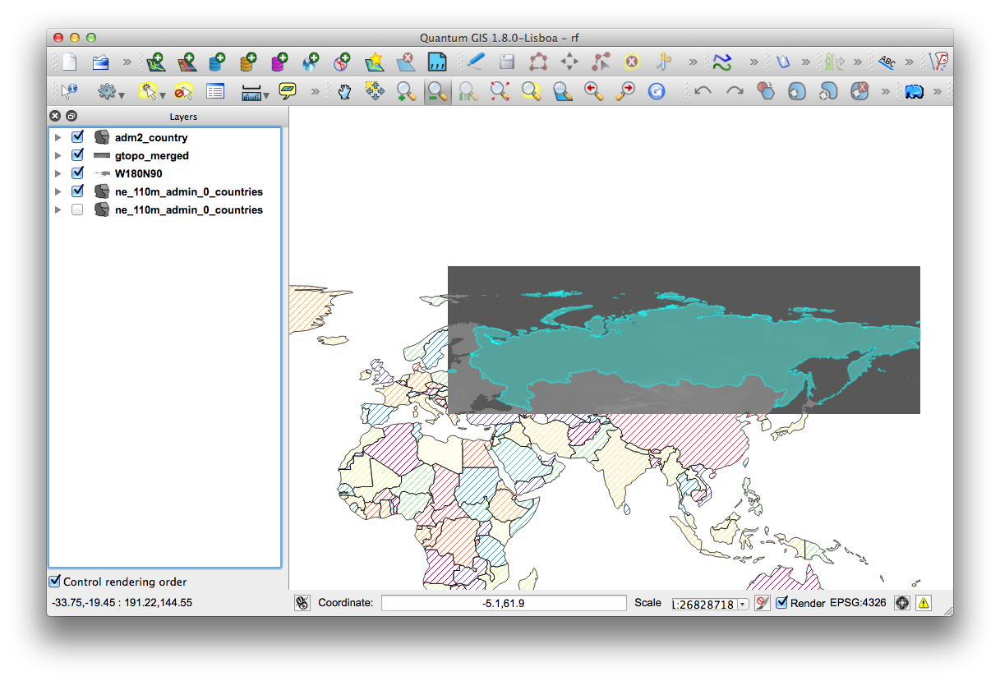 Quantum GIS 1.8.0-Lisboa - rf
ABC
Layers
adm2_country
gtopo_merged
W180N90
ne_110m_admin_0_countries
ne_110m_admin_0_countries
Control rendering order
-33.75,-19.45 : 191.22,144.55
Coordinate:
-5.1,61.9
Scale
1:26828718
Render
EPSG:4326